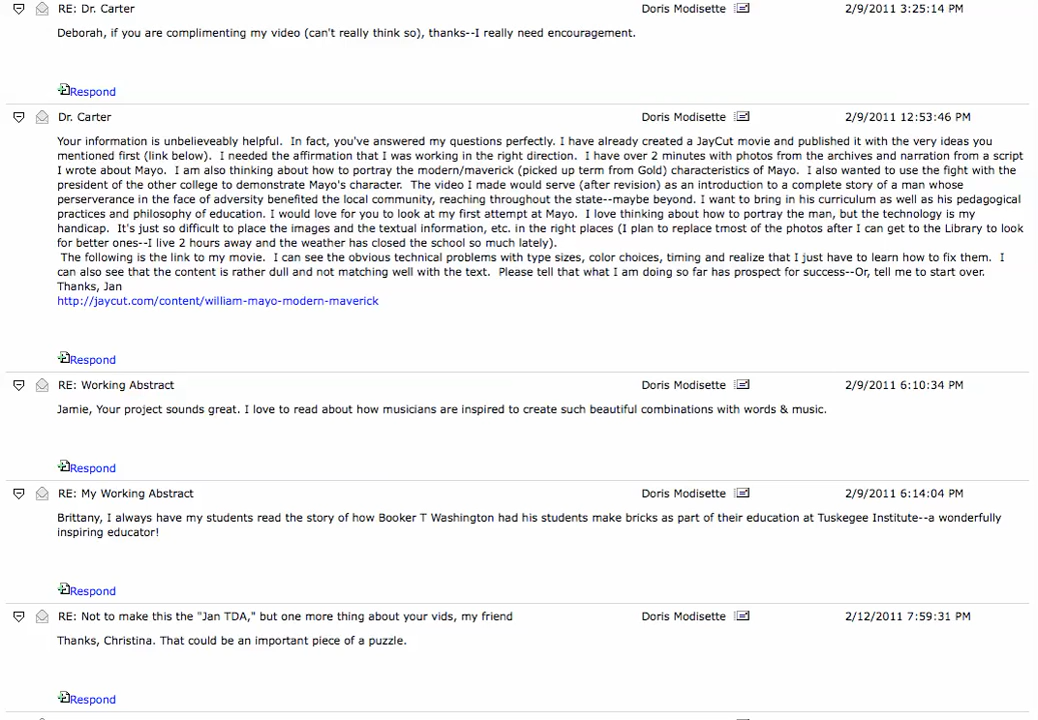 RE: Dr. Carter Doris Modisette 2/9/2011 3:25:14 PM
Deborah, if you are complimenting my video (can't really think so), thanks--I really need encouragement.
Respond
Dr. Carter Doris Modisette 2/9/2011 12:53:46 PM
Your information is unbelieveably helpful. In fact, you've answered my questions perfectly. I have already created a JayCut movie and published it with the very ideas you
mentioned first (link below). I needed the affirmation that I was working in the right direction. I have over 2 minutes with photos from the archives and narration from a script
I wrote about Mayo. I am also thinking about how to portray the modern/maverick (picked up term from Gold) characteristics of Mayo. I also wanted to use the fight with the
president of the other college to demonstrate Mayo's character. The video I made would serve (after revision) as an introduction to a complete story of a man whose
perserverance in the face of adversity benefited the local community, reaching throughout the state--maybe beyond. I want to bring in his curriculum as well as his pedagogical
practices and philosophy of education. I would love for you to look at my first attempt at Mayo. I love thinking about how to portray the man, but the technology is my
handicap. It's just so difficult to place the images and the textual information, etc. in the right places (I plan to replace tmost of the photos after I can get to the Library to look
for better ones--I live 2 hours away and the weather has closed the school so much lately).
The following is the link to my movie. I can see the obvious technical problems with type sizes, color choices, timing and realize that I just have to learn how to fix them. I
can also see that the content is rather dull and not matching well with the text. Please tell that what I am doing so far has prospect for success--Or, tell me to start over.
Thanks, Jan
http://jaycut.com/content/william-mayo-modern-maverick
Respond
RE: Working Abstract Doris Modisette 2/9/2011 6:10:34 PM
Jamie, Your project sounds great. I love to read about how musicians are inspired to create such beautiful combinations with words & music.
Respond
RE: My Working Abstract Doris Modisette 2/9/2011 6:14:04 PM
Brittany, I always have my students read the story of how Booker T Washington had his students make bricks as part of their education at Tuskegee Institute--a wonderfully
inspiring educator!
Respond
RE: Not to make this the "Jan TDA," but one more thing about your vids, my friend Doris Modisette 2/12/2011 7:59:31 PM
Thanks, Christina. That could be an important piece of a puzzle.
Respond